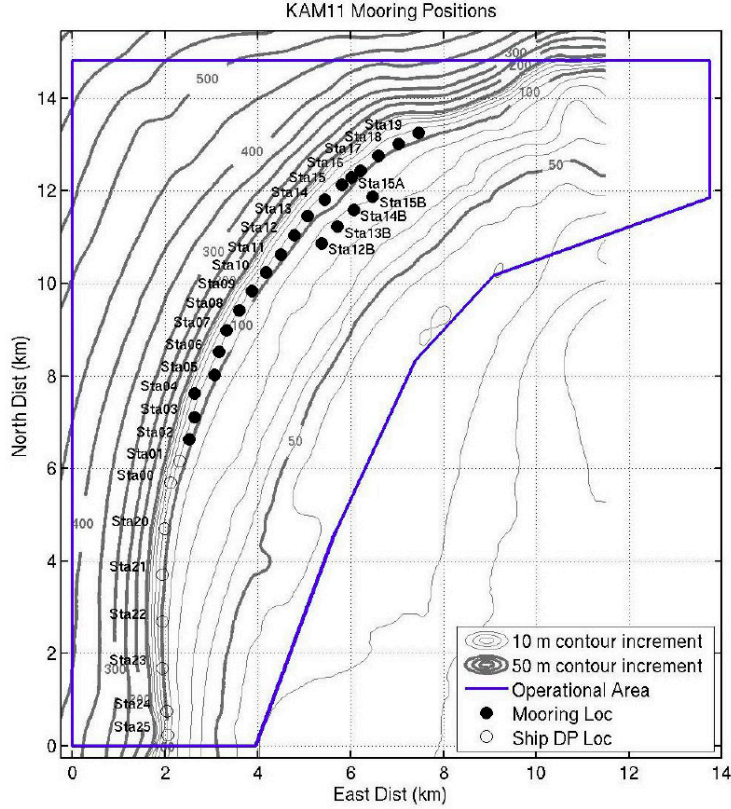 KAM11 Mooring Positions
300
200
500
14
100
Sta19
Sta18
Sta17
400
Sta16
50
Sta15
Sta15A
12
Sta14
Sta15B
Sta13
Sta14B
Sta12
Sta13B
300
Sta11
Sta12B
Sta10
10
Sta09
Sta08
100
Sta07
Sta06
Sta05
8
Sta04
Sta03
Sta02
50
Sta01
6
Sta00
400
Sta20
4
Sta21
Sta22
2
Sta23
300
Sta24
Sta25
0
10 m contour increment
50 m contour increment
Operational Area
Mooring Loc
Ship DP Loc
0 2 4 6 8 10 12 14
East Dist (km)
North Dist (km)